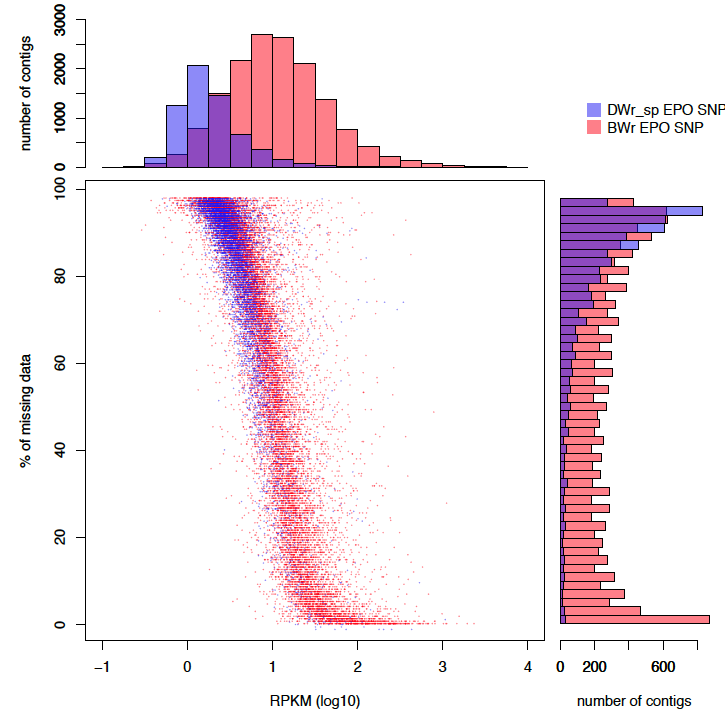 number of contigs
3000
2000
1000
0
DWr_sp EPO SNP
BWr EPO SNP
% of missing data
100
80
60
40
20
0
−1 0 1 2 3 4
RPKM (log10)
0 200 600
number of contigs